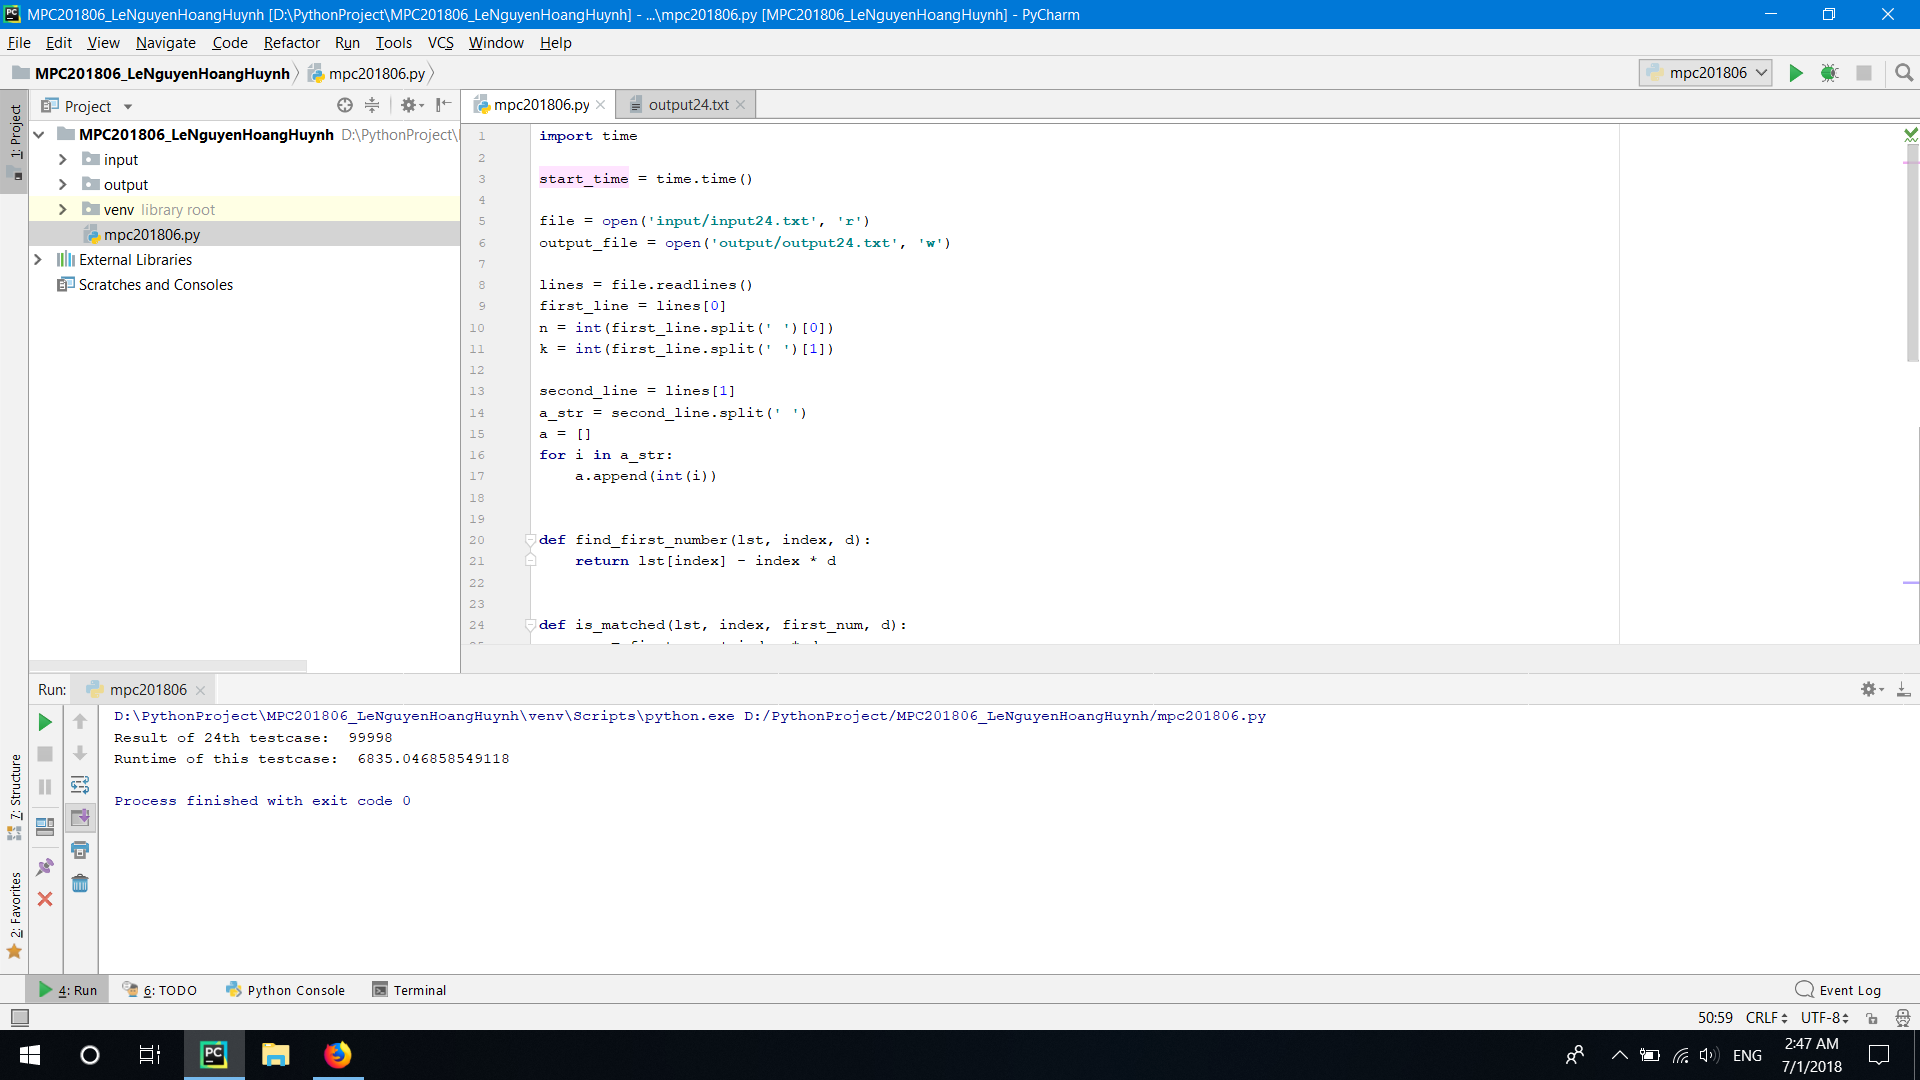 MPC201806_LeNguyenHoangHuynh [D:\PythonProject\MPC201806_LeNguyenHoangHuynh] - ...\mpc201806.py [MPC201806_LeNguyenHoangHuynh] - PyCharm
File Edit View Navigate Code Refactor Run Tools VCS Window Help
MPC201806_LeNguyenHoangHuynh mpc201806.py mpc201806
1: Project
Project
MPC201806_LeNguyenHoangHuynh D:\PythonProject\
input
output
venv library root
mpc201806.py
External Libraries
Scratches and Consoles
mpc201806.py output24.txt
1 import time
2
3 start_time = time.time()
4
5 file = open('input/input24.txt', 'r')
6 output_file = open('output/output24.txt', 'w')
7
8 lines = file.readlines()
9 first_line = lines[0]
10 n = int(first_line.split(' ')[0])
11 k = int(first_line.split(' ')[1])
12
13 second_line = lines[1]
14 a_str = second_line.split(' ')
15 a = []
16 for i in a_str:
17 a.append(int(i))
18
19
20 def find_first_number(lst, index, d):
21 return lst[index] - index * d
22
23
24 def is_matched(lst, index, first_num, d):
Run: mpc201806
D:\PythonProject\MPC201806_LeNguyenHoangHuynh\venv\Scripts\python.exe D:/PythonProject/MPC201806_LeNguyenHoangHuynh/mpc201806.py
Result of 24th testcase: 99998
Runtime of this testcase: 6835.046858549118
Process finished with exit code 0
7: Structure
2: Favorites
4: Run 6: TODO Python Console Terminal Event Log
50:59 CRLF UTF-8
PC ENG 2:47 AM
7/1/2018